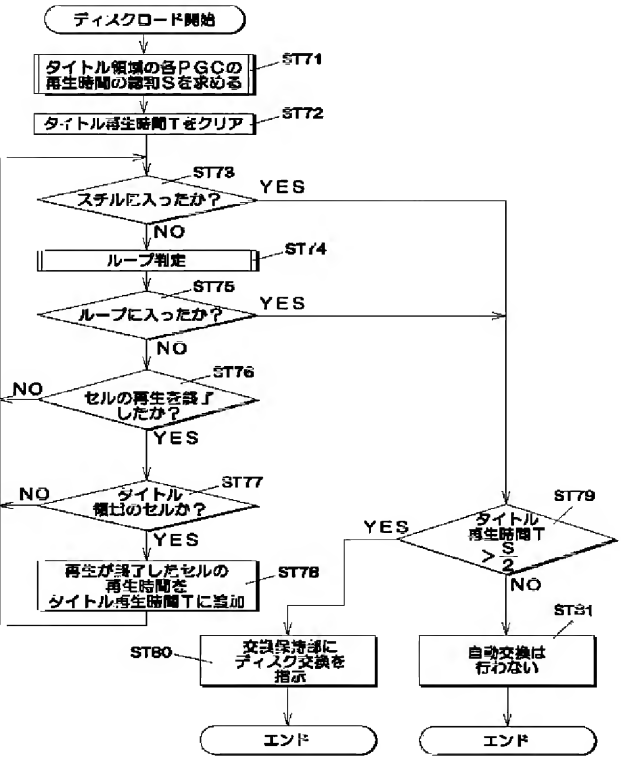 ディスクロード開始
ST71
タイトル領域の各PGCの
再生時間の総和Sを求める
ST72
タイトル再生時間Tをクリア
ST73
スチルに入ったか?
YES
NO
ST74
ループ判定
ST75
ループに入ったか?
YES
NO
ST76
セルの再生を終了
したか?
NO
YES
ST77
タイトル
領域のセルか?
NO
YES
ST78
再生が終了したセルの
再生時間を
タイトル再生時間Tに追加
ST79
タイトル
再生時間T
> S/2
YES
NO
ST80
交換保持部に
ディスク交換を
指示
ST81
自動交換は
行わない
エンド
エンド